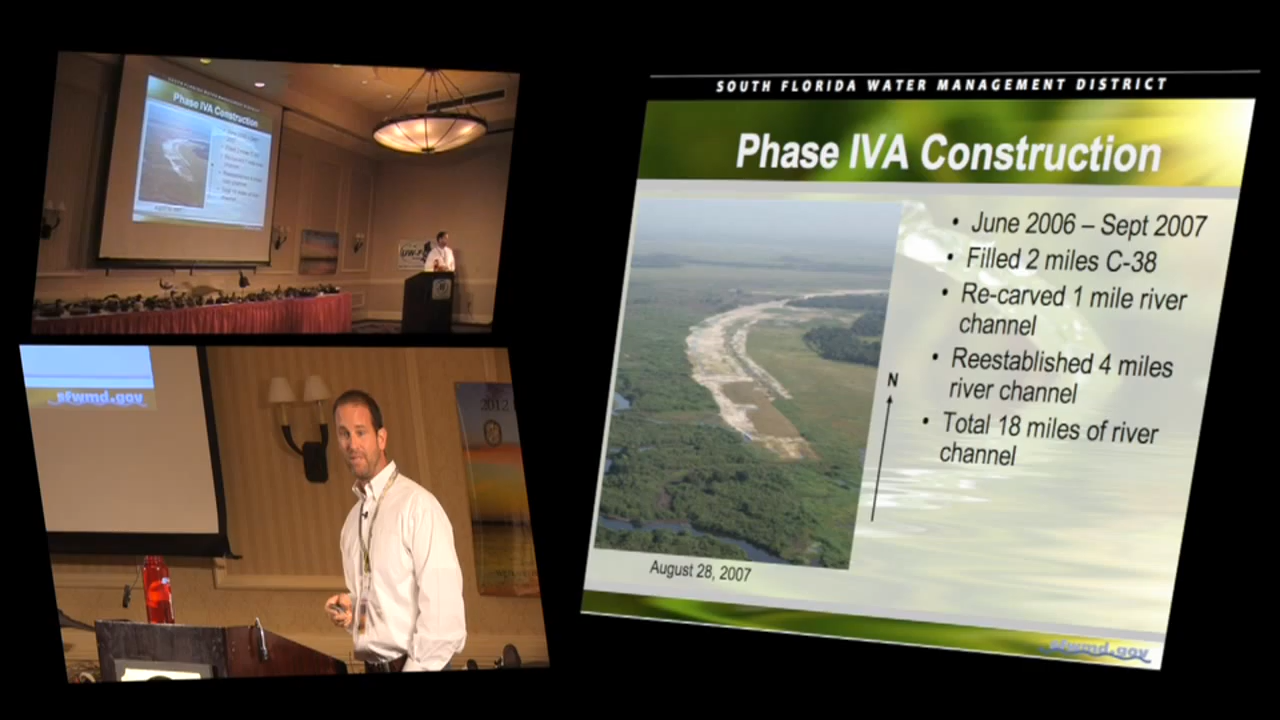 SOUTH FLORIDA WATER MANAGEMENT DISTRICT
Phase IVA Construction
• June 2006 – Sept 2007
• Filled 2 miles C-38
• Re-carved 1 mile river
channel
• Reestablished 4 miles
river channel
• Total 18 miles of river
channel
N
August 28, 2007
sfwmd.gov
Phase IVA Construction
sfwmd.gov
2012